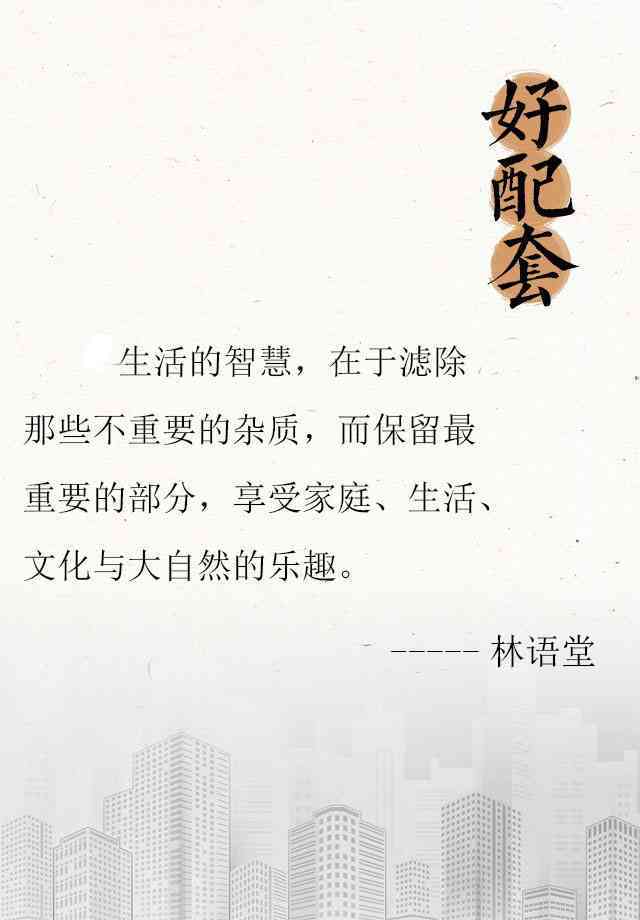 好配套
生活的智慧，在于滤除
那些不重要的杂质，而保留最
重要的部分，享受家庭、生活、
文化与大自然的乐趣。
----- 林语堂